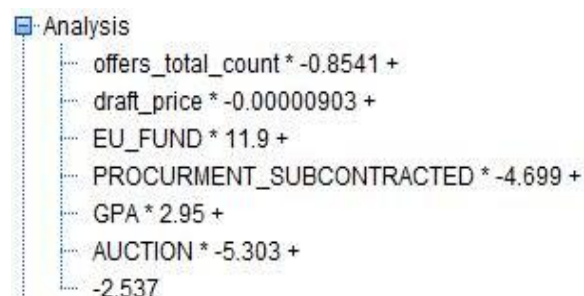 Analysis
offers_total_count * -0.8541 +
draft_price * -0.00000903 +
EU_FUND * 11.9 +
PROCURMENT_SUBCONTRACTED * -4.699 +
GPA * 2.95 +
AUCTION * -5.303 +
-2.537